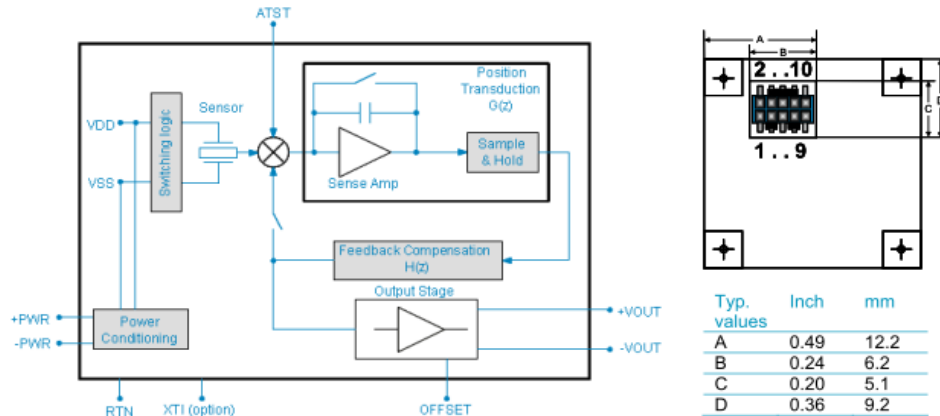 ATST
Position
Transduction
G(z)
Sensor
VDD
VSS
Switching logic
Sense Amp
Sample
& Hold
Feedback Compensation
H(z)
Output Stage
+PWR
-PWR
Power
Conditioning
+VOUT
-VOUT
RTN
XTI (option)
OFFSET
A
B
2 . . 10
C
D
1 . . 9
Typ. values Inch mm
A 0.49 12.2
B 0.24 6.2
C 0.20 5.1
D 0.36 9.2